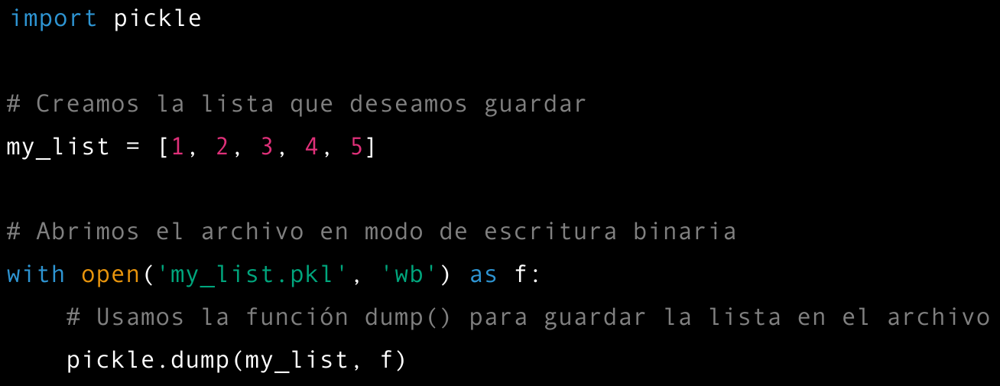 import pickle
# Creamos la lista que deseamos guardar
my_list = [1, 2, 3, 4, 5]
# Abrimos el archivo en modo de escritura binaria
with open('my_list.pkl', 'wb') as f:
    # Usamos la función dump() para guardar la lista en el archivo
    pickle.dump(my_list, f)